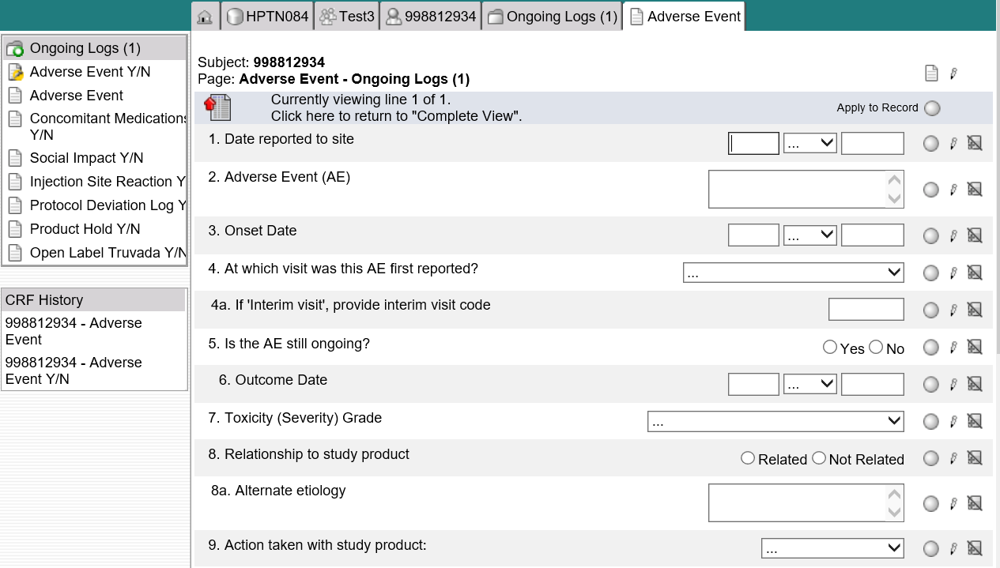 HPTN084 Test3 998812934 Ongoing Logs (1) Adverse Event
Ongoing Logs (1)
Adverse Event Y/N
Adverse Event
Concomitant Medications
Y/N
Social Impact Y/N
Injection Site Reaction Y
Protocol Deviation Log Y
Product Hold Y/N
Open Label Truvada Y/N
CRF History
998812934 - Adverse
Event
998812934 - Adverse
Event Y/N
Subject: 998812934
Page: Adverse Event - Ongoing Logs (1)
Currently viewing line 1 of 1.
Click here to return to "Complete View".
Apply to Record
1. Date reported to site ...
2. Adverse Event (AE)
3. Onset Date ...
4. At which visit was this AE first reported? ...
4a. If 'Interim visit', provide interim visit code
5. Is the AE still ongoing? Yes No
6. Outcome Date ...
7. Toxicity (Severity) Grade ...
8. Relationship to study product Related Not Related
8a. Alternate etiology
9. Action taken with study product: ...